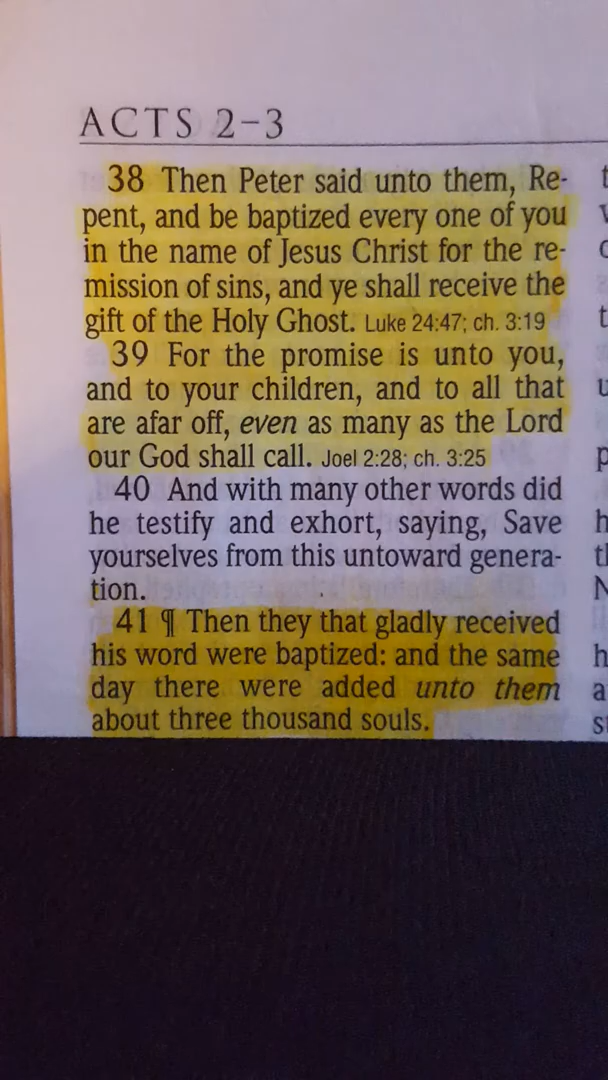 ACTS 2-3
38 Then Peter said unto them, Re-
pent, and be baptized every one of you
in the name of Jesus Christ for the re-
mission of sins, and ye shall receive the
gift of the Holy Ghost. Luke 24:47; ch. 3:19
39 For the promise is unto you,
and to your children, and to all that
are afar off, even as many as the Lord
our God shall call. Joel 2:28; ch. 3:25
40 And with many other words did
he testify and exhort, saying, Save
yourselves from this untoward genera-
tion.
41 ¶ Then they that gladly received
his word were baptized: and the same
day there were added unto them
about three thousand souls.